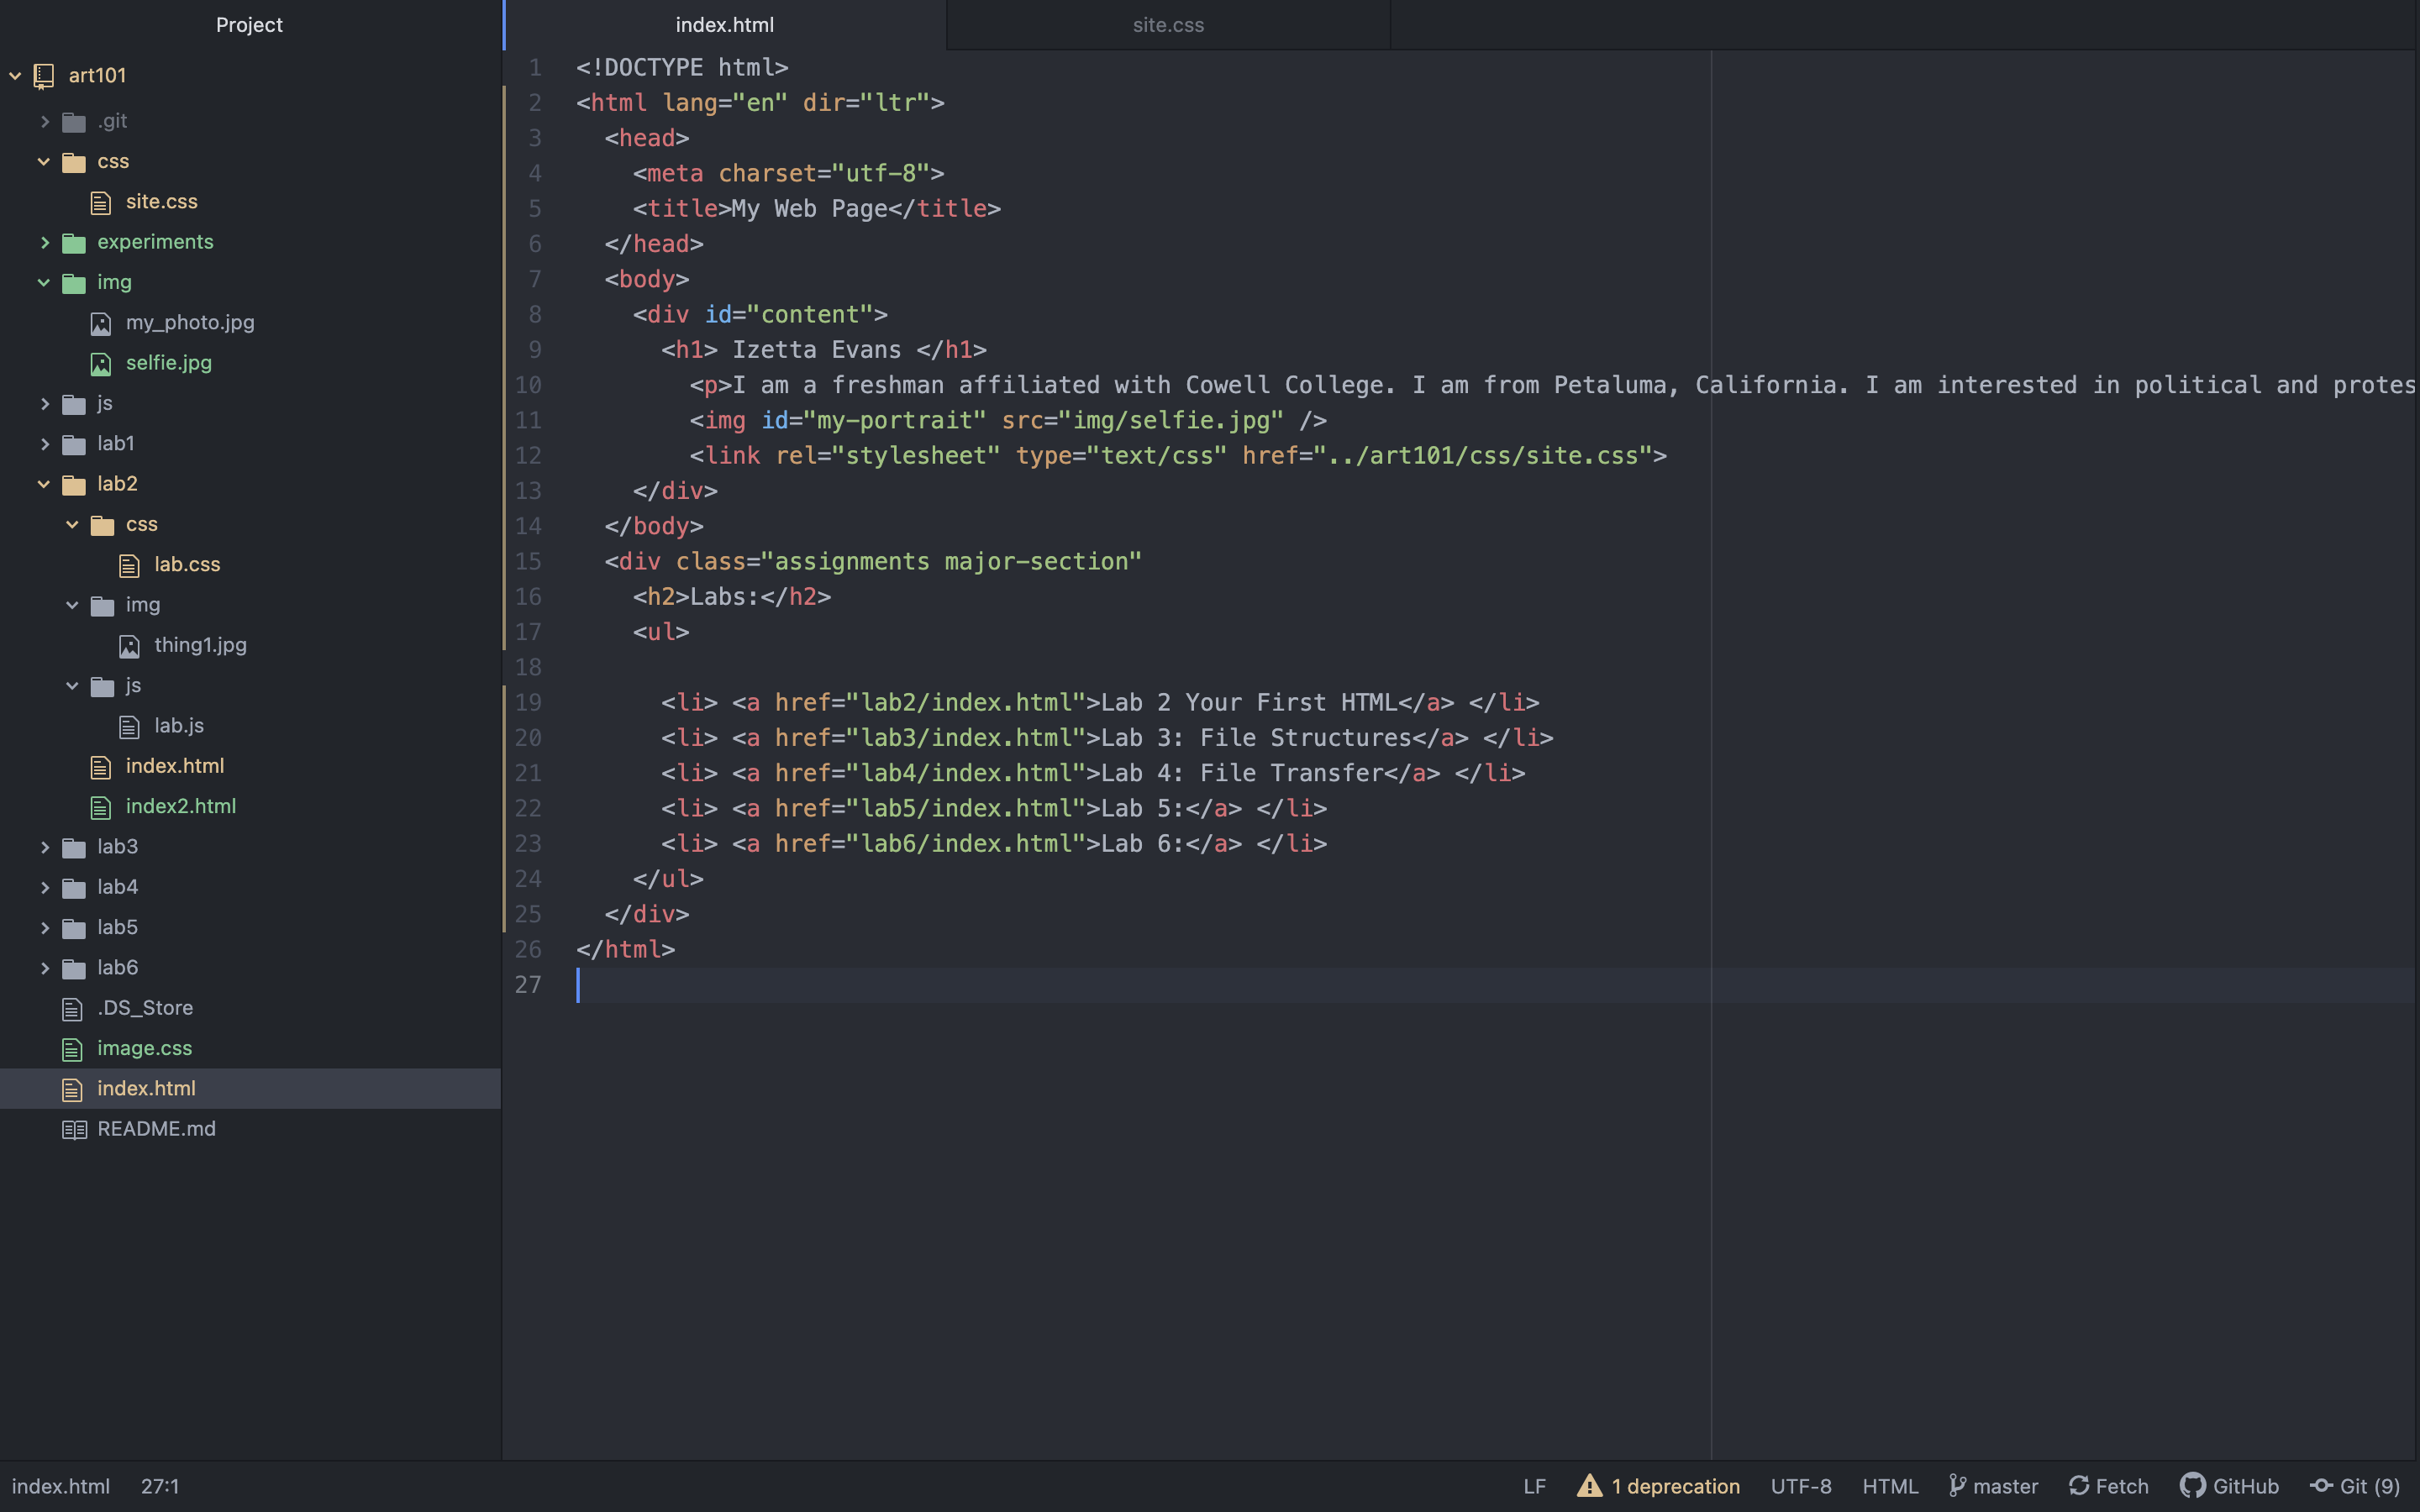 Project
art101
.git
css
site.css
experiments
img
my_photo.jpg
selfie.jpg
js
lab1
lab2
css
lab.css
img
thing1.jpg
js
lab.js
index.html
index2.html
lab3
lab4
lab5
lab6
.DS_Store
image.css
index.html
README.md
index.html site.css
1 <!DOCTYPE html>
2 <html lang="en" dir="ltr">
3 <head>
4 <meta charset="utf-8">
5 <title>My Web Page</title>
6 </head>
7 <body>
8 <div id="content">
9 <h1> Izetta Evans </h1>
10 <p>I am a freshman affiliated with Cowell College. I am from Petaluma, California. I am interested in political and protes
11 <img id="my-portrait" src="img/selfie.jpg" />
12 <link rel="stylesheet" type="text/css" href="../art101/css/site.css">
13 </div>
14 </body>
15 <div class="assignments major-section"
16 <h2>Labs:</h2>
17 <ul>
18
19 <li> <a href="lab2/index.html">Lab 2 Your First HTML</a> </li>
20 <li> <a href="lab3/index.html">Lab 3: File Structures</a> </li>
21 <li> <a href="lab4/index.html">Lab 4: File Transfer</a> </li>
22 <li> <a href="lab5/index.html">Lab 5:</a> </li>
23 <li> <a href="lab6/index.html">Lab 6:</a> </li>
24 </ul>
25 </div>
26 </html>
27
index.html 27:1 LF 1 deprecation UTF-8 HTML master Fetch GitHub Git (9)